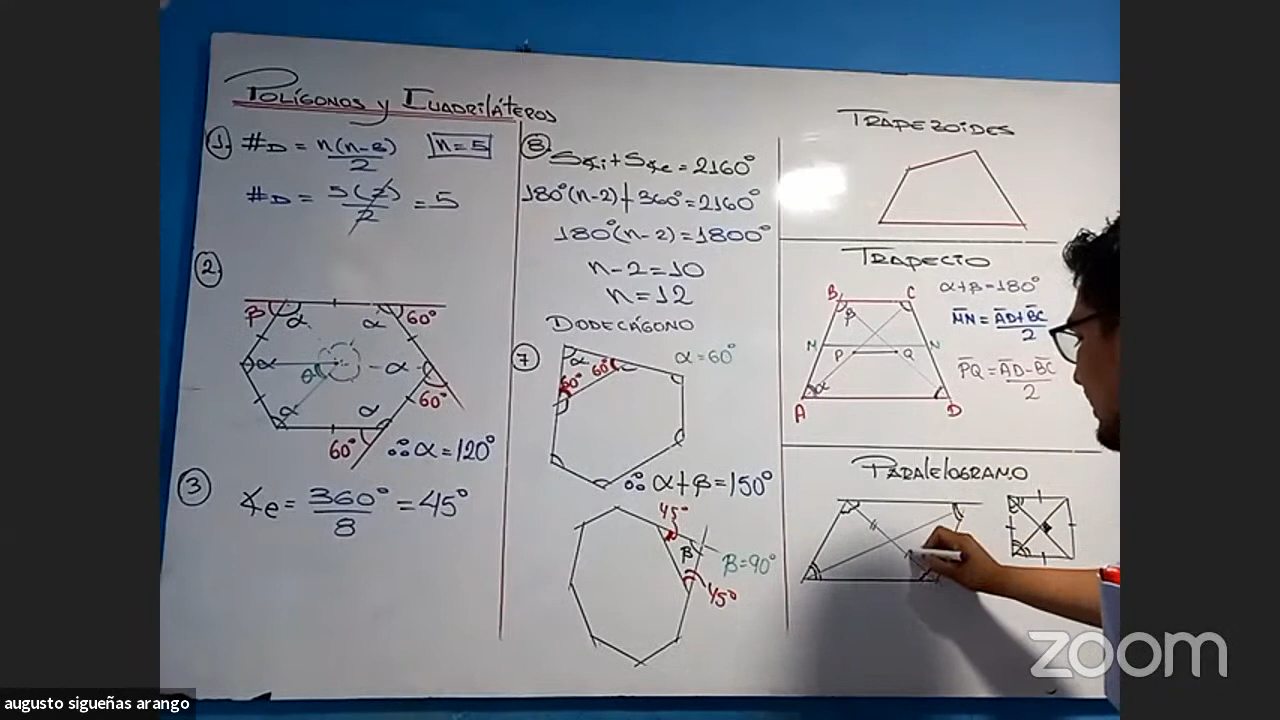 POLÍGONOS y CUADRILÁTEROS
1. #D = n(n-3)/2 n=5
#D = 5(2)/2 = 5
2.
β α α 60°
α θ α
60°
α α
60° ∴ α=120°
3 ∢e = 360°/8 = 45°
8 S∢i + S∢e = 2160°
180°(n-2)+360°=2160°
180°(n-2)=1800°
n-2=10
n=12
DODECÁGONO
7 α 60° α=60°
60°
∴ α+β=150°
45°
β β=90°
45°
TRAPEZOIDES
TRAPECIO
B C α+β=180°
β
M N MN = AD+BC/2
P Q
PQ = AD-BC/2
α
A D
PARALELOGRAMO
zoom
augusto sigueñas arango